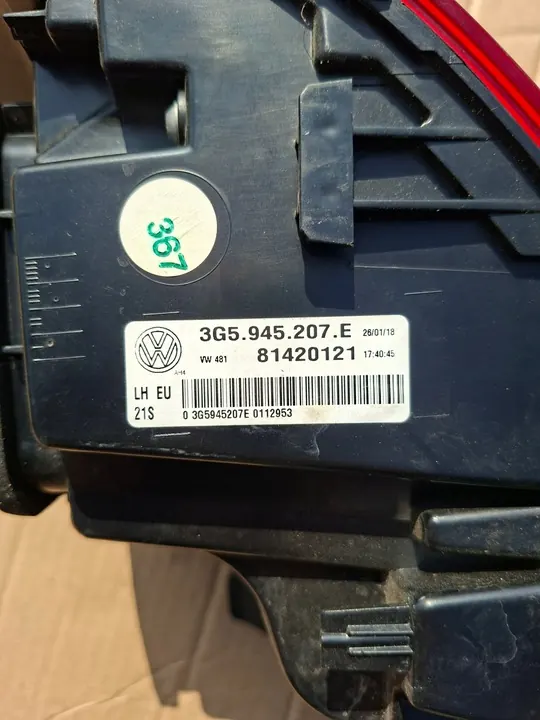 367
3G5.945.207.E 26/01/18
VW 481 81420121 17:40:45
AH4
LH EU
21S 0 3G5945207E 0112953